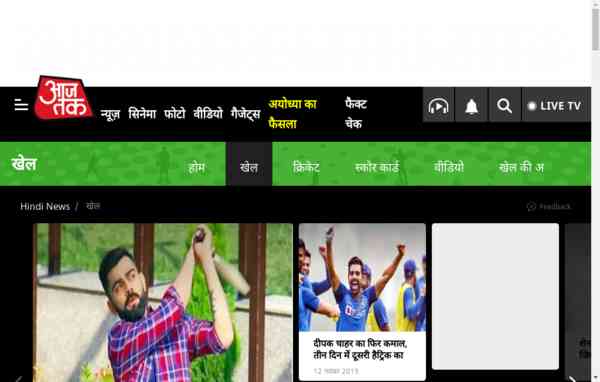 आज
तक
न्यूज़ सिनेमा फोटो वीडियो गैजेट्स
अयोध्या का
फैसला
फैक्ट
चेक
LIVE TV
खेल
होम खेल क्रिकेट स्कोर कार्ड वीडियो खेल की अ
Hindi News / खेल
Feedback
दीपक चाहर का फिर कमाल,
तीन दिन में दूसरी हैट्रिक का
12 नवंबर 2019